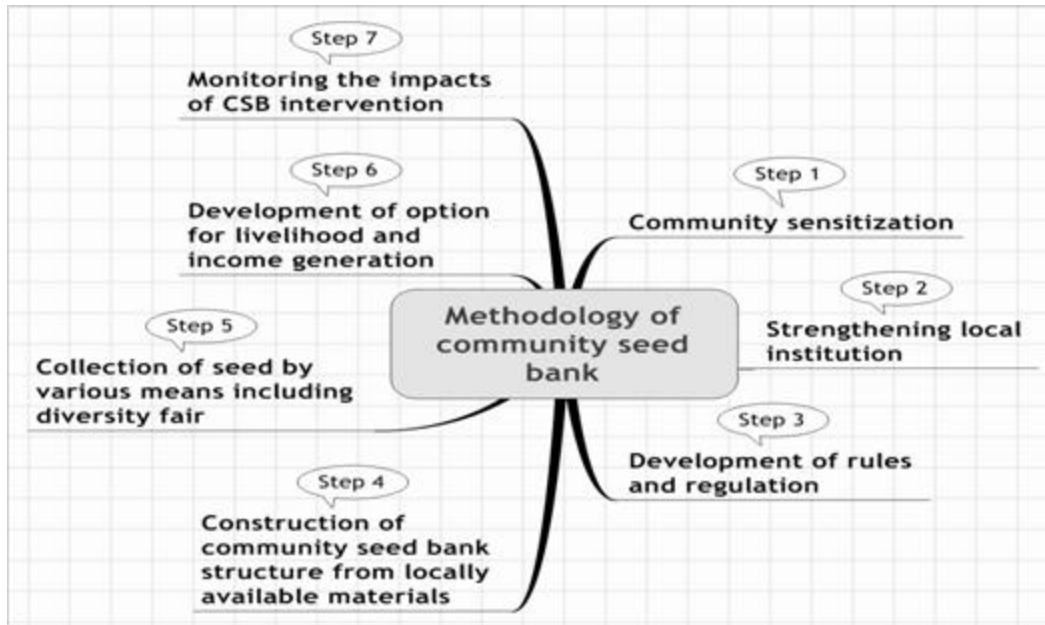 Methodology of
community seed
bank
Step 1
Community sensitization
Step 2
Strengthening local
institution
Step 3
Development of rules
and regulation
Step 4
Construction of
community seed bank
structure from locally
available materials
Step 5
Collection of seed by
various means including
diversity fair
Step 6
Development of option
for livelihood and
income generation
Step 7
Monitoring the impacts
of CSB intervention